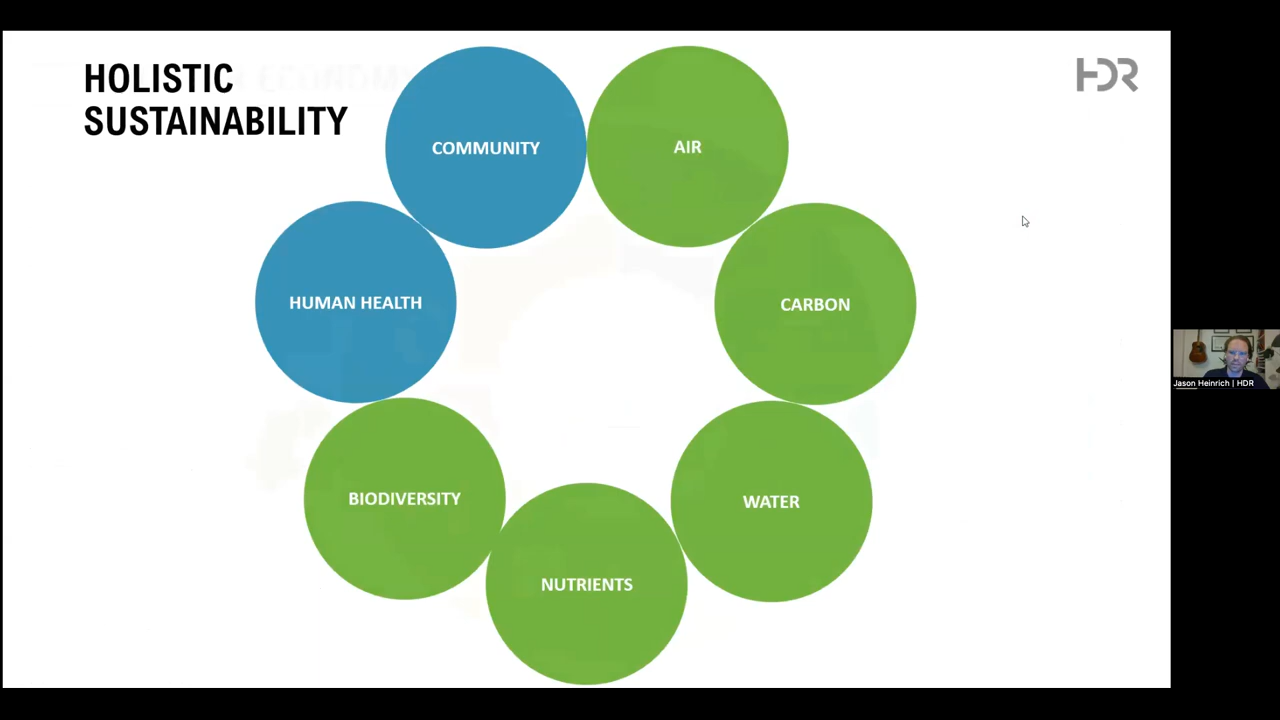 HOLISTIC
SUSTAINABILITY
HDR
COMMUNITY
AIR
HUMAN HEALTH
CARBON
BIODIVERSITY
WATER
NUTRIENTS
Jason Heinrich | HDR